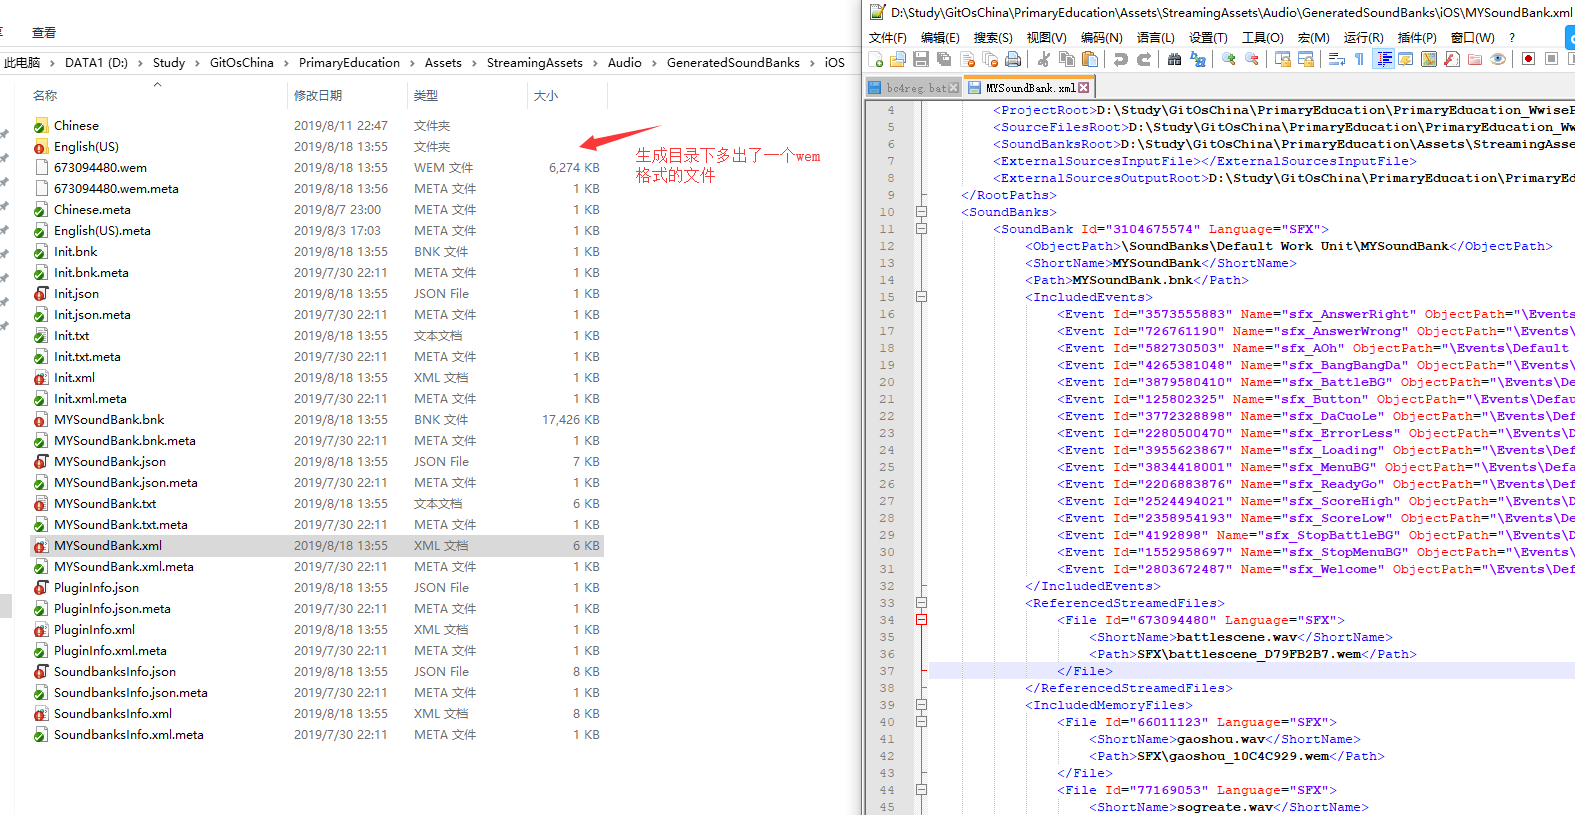 查看
此电脑 › DATA1 (D:) › Study › GitOsChina › PrimaryEducation › Assets › StreamingAssets › Audio › GeneratedSoundBanks › iOS
名称 修改日期 类型 大小
Chinese 2019/8/11 22:47 文件夹
English(US) 2019/8/18 13:55 文件夹
673094480.wem 2019/8/18 13:55 WEM 文件 6,274 KB
673094480.wem.meta 2019/8/18 13:56 META 文件 1 KB
Chinese.meta 2019/8/7 23:00 META 文件 1 KB
English(US).meta 2019/8/3 17:03 META 文件 1 KB
Init.bnk 2019/8/18 13:55 BNK 文件 1 KB
Init.bnk.meta 2019/7/30 22:11 META 文件 1 KB
Init.json 2019/8/18 13:55 JSON File 1 KB
Init.json.meta 2019/7/30 22:11 META 文件 1 KB
Init.txt 2019/8/18 13:55 文本文档 1 KB
Init.txt.meta 2019/7/30 22:11 META 文件 1 KB
Init.xml 2019/8/18 13:55 XML 文档 1 KB
Init.xml.meta 2019/7/30 22:11 META 文件 1 KB
MYSoundBank.bnk 2019/8/18 13:55 BNK 文件 17,426 KB
MYSoundBank.bnk.meta 2019/7/30 22:11 META 文件 1 KB
MYSoundBank.json 2019/8/18 13:55 JSON File 7 KB
MYSoundBank.json.meta 2019/7/30 22:11 META 文件 1 KB
MYSoundBank.txt 2019/8/18 13:55 文本文档 6 KB
MYSoundBank.txt.meta 2019/7/30 22:11 META 文件 1 KB
MYSoundBank.xml 2019/8/18 13:55 XML 文档 6 KB
MYSoundBank.xml.meta 2019/7/30 22:11 META 文件 1 KB
PluginInfo.json 2019/8/18 13:55 JSON File 1 KB
PluginInfo.json.meta 2019/7/30 22:11 META 文件 1 KB
PluginInfo.xml 2019/8/18 13:55 XML 文档 1 KB
PluginInfo.xml.meta 2019/7/30 22:11 META 文件 1 KB
SoundbanksInfo.json 2019/8/18 13:55 JSON File 8 KB
SoundbanksInfo.json.meta 2019/7/30 22:11 META 文件 1 KB
SoundbanksInfo.xml 2019/8/18 13:55 XML 文档 8 KB
SoundbanksInfo.xml.meta 2019/7/30 22:11 META 文件 1 KB
生成目录下多出了一个wem
格式的文件
D:\Study\GitOsChina\PrimaryEducation\Assets\StreamingAssets\Audio\GeneratedSoundBanks\iOS\MYSoundBank.xml
文件(F) 编辑(E) 搜索(S) 视图(V) 编码(N) 语言(L) 设置(T) 工具(O) 宏(M) 运行(R) 插件(P) 窗口(W) ?
bc4reg.bat MYSoundBank.xml
4 <ProjectRoot>D:\Study\GitOsChina\PrimaryEducation\PrimaryEducation_WwiseP
5 <SourceFilesRoot>D:\Study\GitOsChina\PrimaryEducation\PrimaryEducation_Ww
6 <SoundBanksRoot>D:\Study\GitOsChina\PrimaryEducation\Assets\StreamingAsse
7 <ExternalSourcesInputFile></ExternalSourcesInputFile>
8 <ExternalSourcesOutputRoot>D:\Study\GitOsChina\PrimaryEducation\PrimaryEd
9 </RootPaths>
10 <SoundBanks>
11 <SoundBank Id="3104675574" Language="SFX">
12 <ObjectPath>\SoundBanks\Default Work Unit\MYSoundBank</ObjectPath>
13 <ShortName>MYSoundBank</ShortName>
14 <Path>MYSoundBank.bnk</Path>
15 <IncludedEvents>
16 <Event Id="3573555883" Name="sfx_AnswerRight" ObjectPath="\Events
17 <Event Id="726761190" Name="sfx_AnswerWrong" ObjectPath="\Events\
18 <Event Id="582730503" Name="sfx_AOh" ObjectPath="\Events\Default
19 <Event Id="4265381048" Name="sfx_BangBangDa" ObjectPath="\Events\
20 <Event Id="3879580410" Name="sfx_BattleBG" ObjectPath="\Events\De
21 <Event Id="125802325" Name="sfx_Button" ObjectPath="\Events\Defau
22 <Event Id="3772328898" Name="sfx_DaCuoLe" ObjectPath="\Events\Def
23 <Event Id="2280500470" Name="sfx_ErrorLess" ObjectPath="\Events\D
24 <Event Id="3955623867" Name="sfx_Loading" ObjectPath="\Events\Def
25 <Event Id="3834418001" Name="sfx_MenuBG" ObjectPath="\Events\Defa
26 <Event Id="2206883876" Name="sfx_ReadyGo" ObjectPath="\Events\Def
27 <Event Id="2524494021" Name="sfx_ScoreHigh" ObjectPath="\Events\D
28 <Event Id="2358954193" Name="sfx_ScoreLow" ObjectPath="\Events\De
29 <Event Id="4192898" Name="sfx_StopBattleBG" ObjectPath="\Events\D
30 <Event Id="1552958697" Name="sfx_StopMenuBG" ObjectPath="\Events\
31 <Event Id="2803672487" Name="sfx_Welcome" ObjectPath="\Events\Def
32 </IncludedEvents>
33 <ReferencedStreamedFiles>
34 <File Id="673094480" Language="SFX">
35 <ShortName>battlescene.wav</ShortName>
36 <Path>SFX\battlescene_D79FB2B7.wem</Path>
37 </File>
38 </ReferencedStreamedFiles>
39 <IncludedMemoryFiles>
40 <File Id="66011123" Language="SFX">
41 <ShortName>gaoshou.wav</ShortName>
42 <Path>SFX\gaoshou_10C4C929.wem</Path>
43 </File>
44 <File Id="77169053" Language="SFX">
45 <ShortName>sogreate.wav</ShortName>